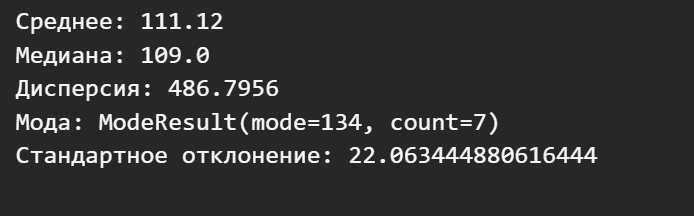 Среднее: 111.12
Медиана: 109.0
Дисперсия: 486.7956
Мода: ModeResult(mode=134, count=7)
Стандартное отклонение: 22.063444880616444